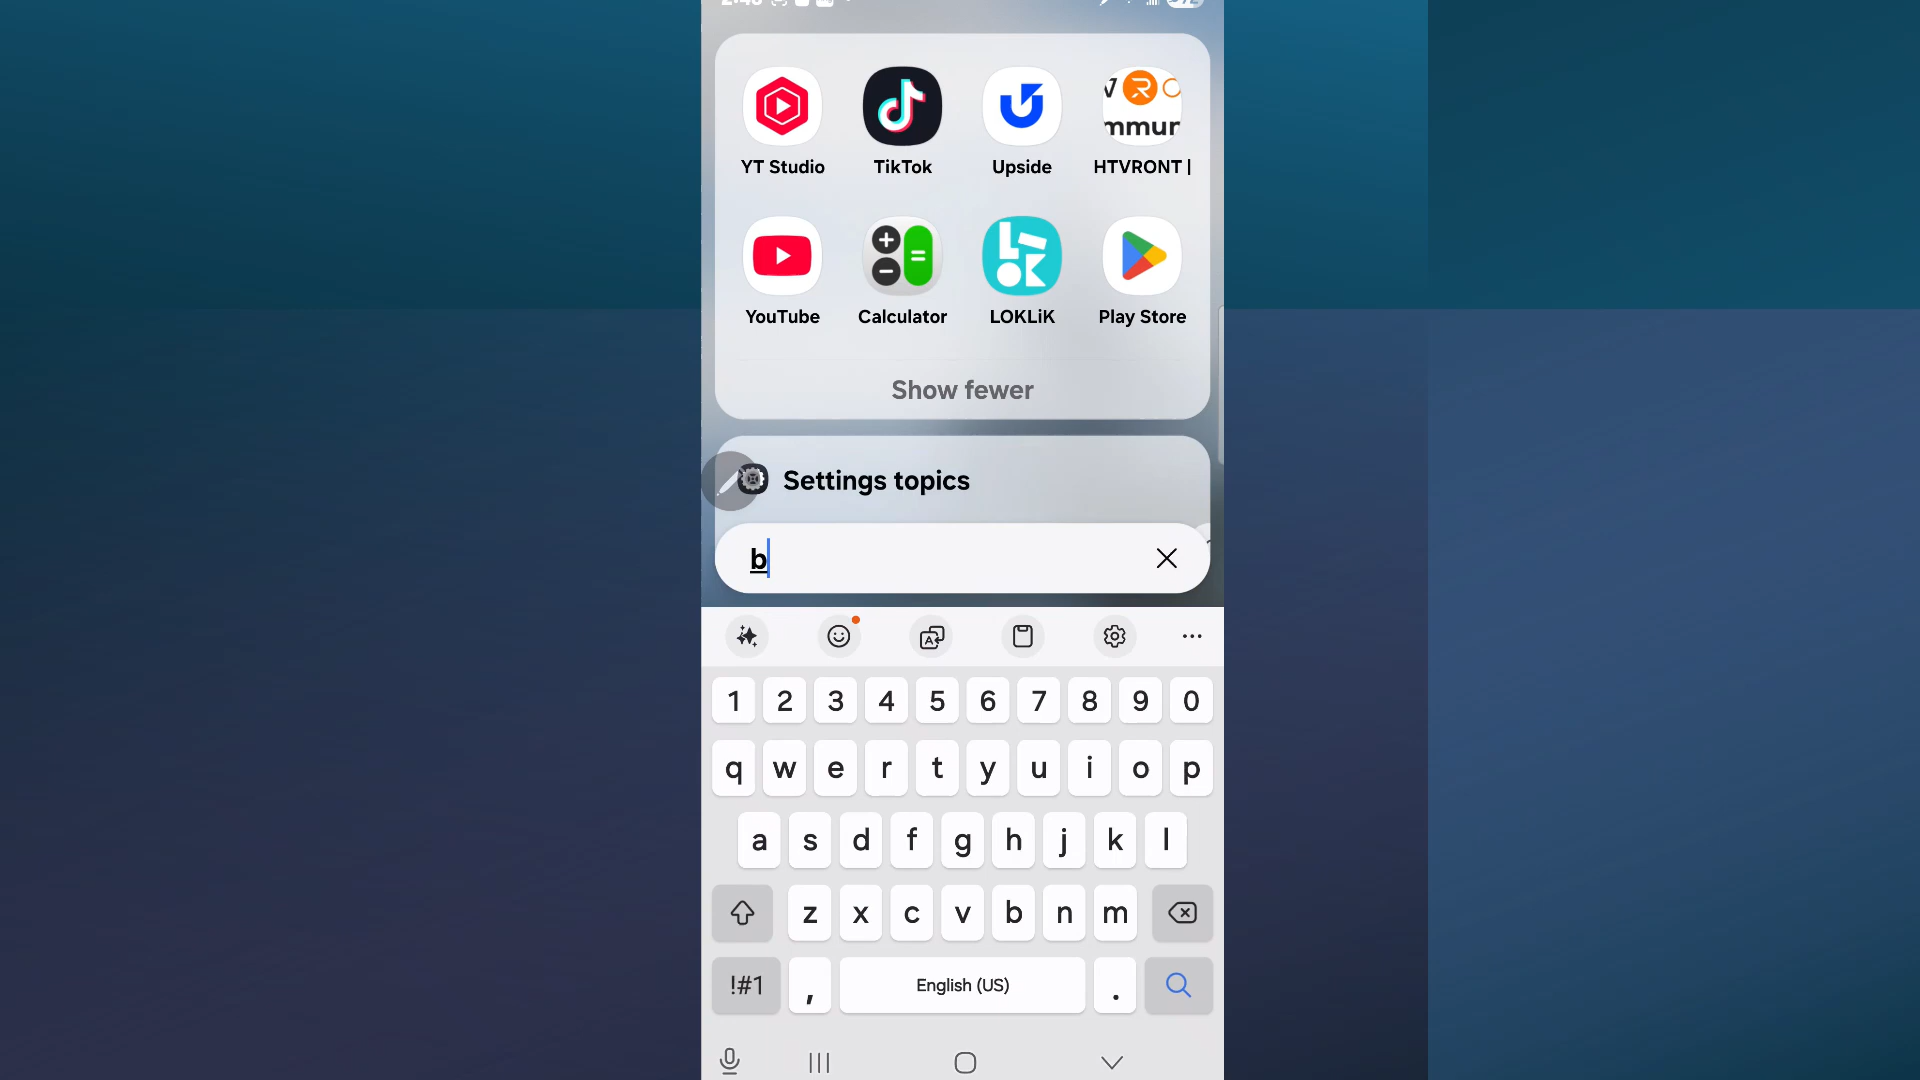 YT Studio TikTok Upside HTVRONT |
YouTube Calculator LOKLiK Play Store
Show fewer
Settings topics
b
1 2 3 4 5 6 7 8 9 0
q w e r t y u i o p
a s d f g h j k l
z x c v b n m
!#1 , English (US) .